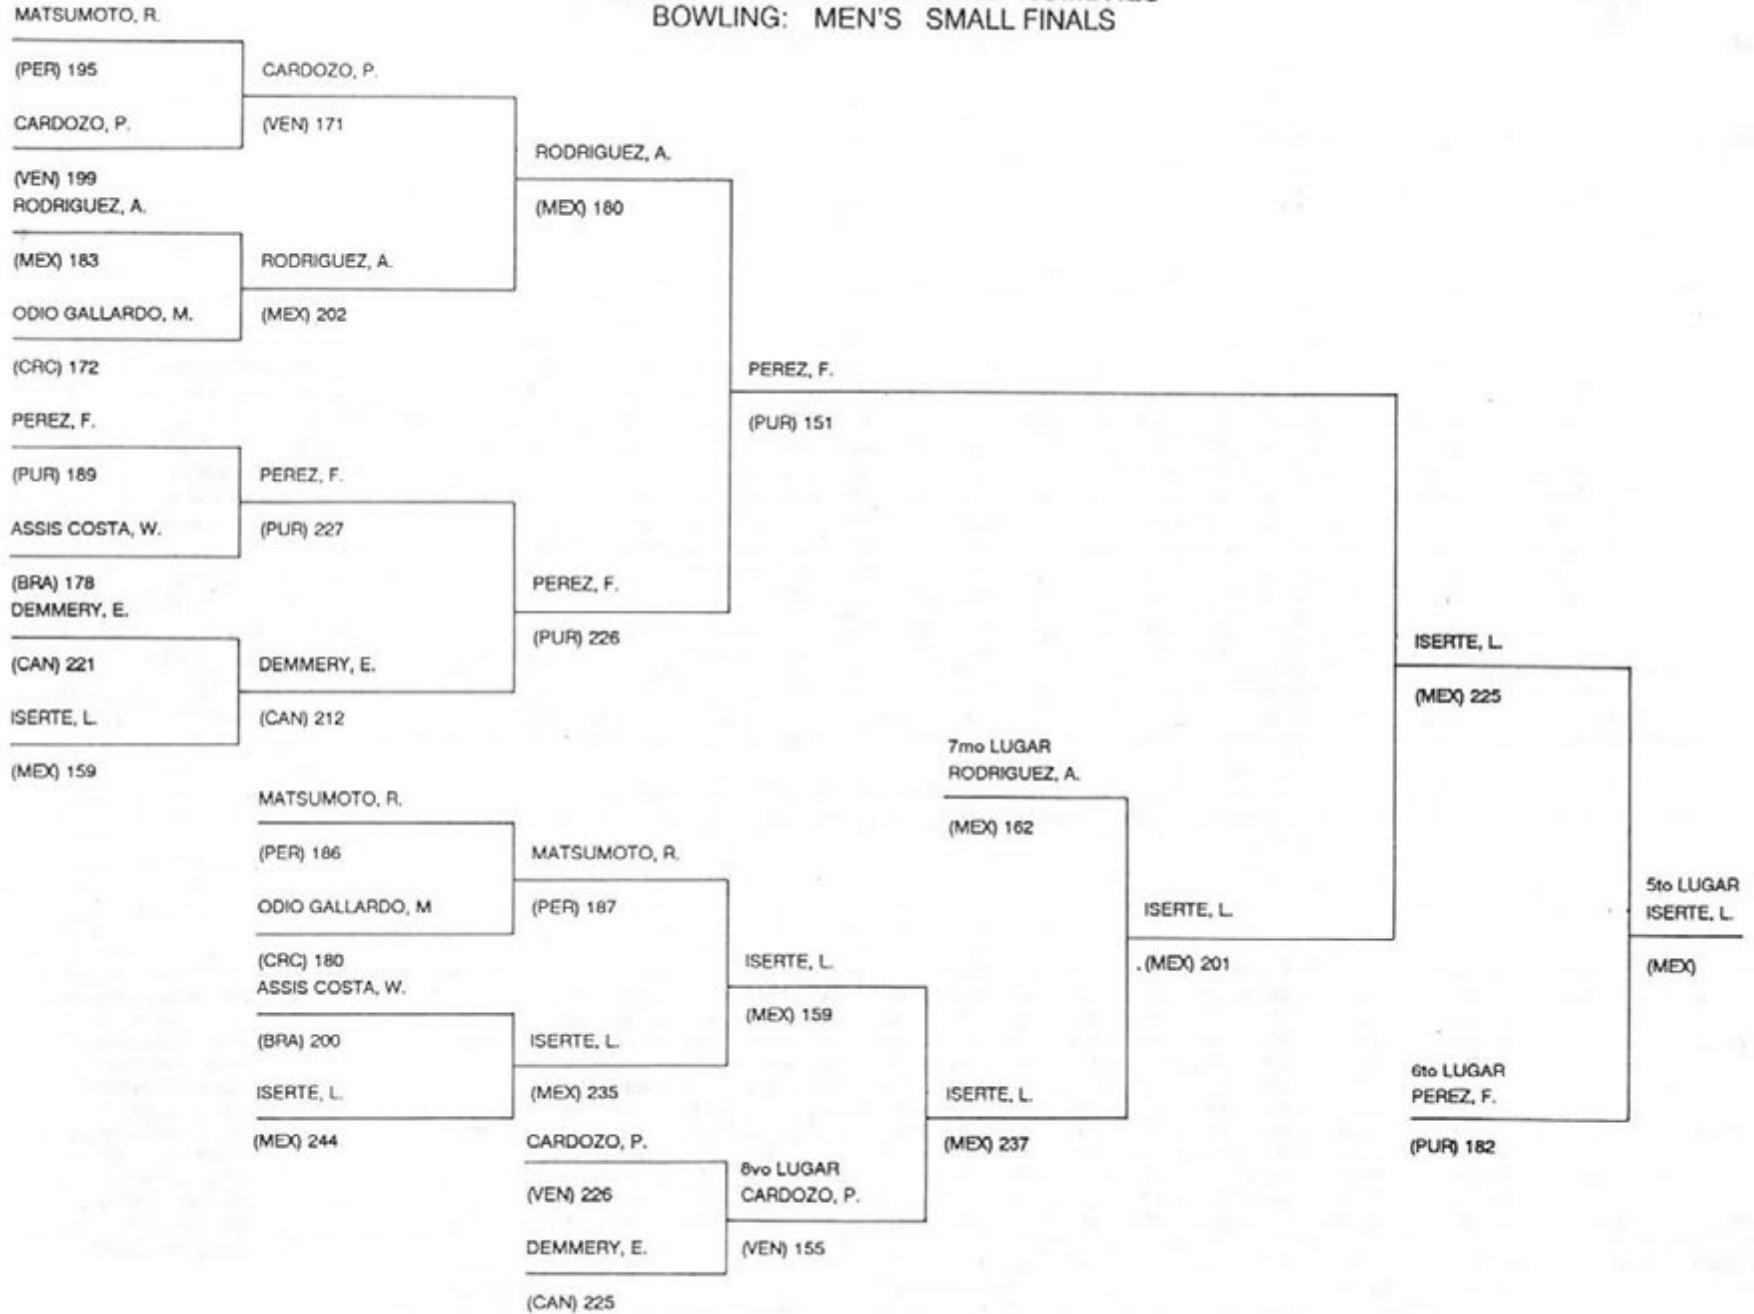 BOWLING: MEN'S SMALL FINALS
MATSUMOTO, R.
(PER) 195
CARDOZO, P.
(VEN) 199
RODRIGUEZ, A.
(MEX) 183
ODIO GALLARDO, M.
(CRC) 172
PEREZ, F.
(PUR) 189
ASSIS COSTA, W.
(BRA) 178
DEMMERY, E.
(CAN) 221
ISERTE, L.
(MEX) 159
CARDOZO, P.
(VEN) 171
RODRIGUEZ, A.
(MEX) 202
PEREZ, F.
(PUR) 227
DEMMERY, E.
(CAN) 212
RODRIGUEZ, A.
(MEX) 180
PEREZ, F.
(PUR) 226
PEREZ, F.
(PUR) 151
MATSUMOTO, R.
(PER) 186
ODIO GALLARDO, M
(CRC) 180
ASSIS COSTA, W.
(BRA) 200
ISERTE, L.
(MEX) 244
MATSUMOTO, R.
(PER) 187
ISERTE, L.
(MEX) 235
CARDOZO, P.
(VEN) 226
DEMMERY, E.
(CAN) 225
ISERTE, L.
(MEX) 159
8vo LUGAR
CARDOZO, P.
(VEN) 155
7mo LUGAR
RODRIGUEZ, A.
(MEX) 162
ISERTE, L.
(MEX) 237
ISERTE, L.
.(MEX) 201
ISERTE, L.
(MEX) 225
6to LUGAR
PEREZ, F.
(PUR) 182
5to LUGAR
ISERTE, L.
(MEX)